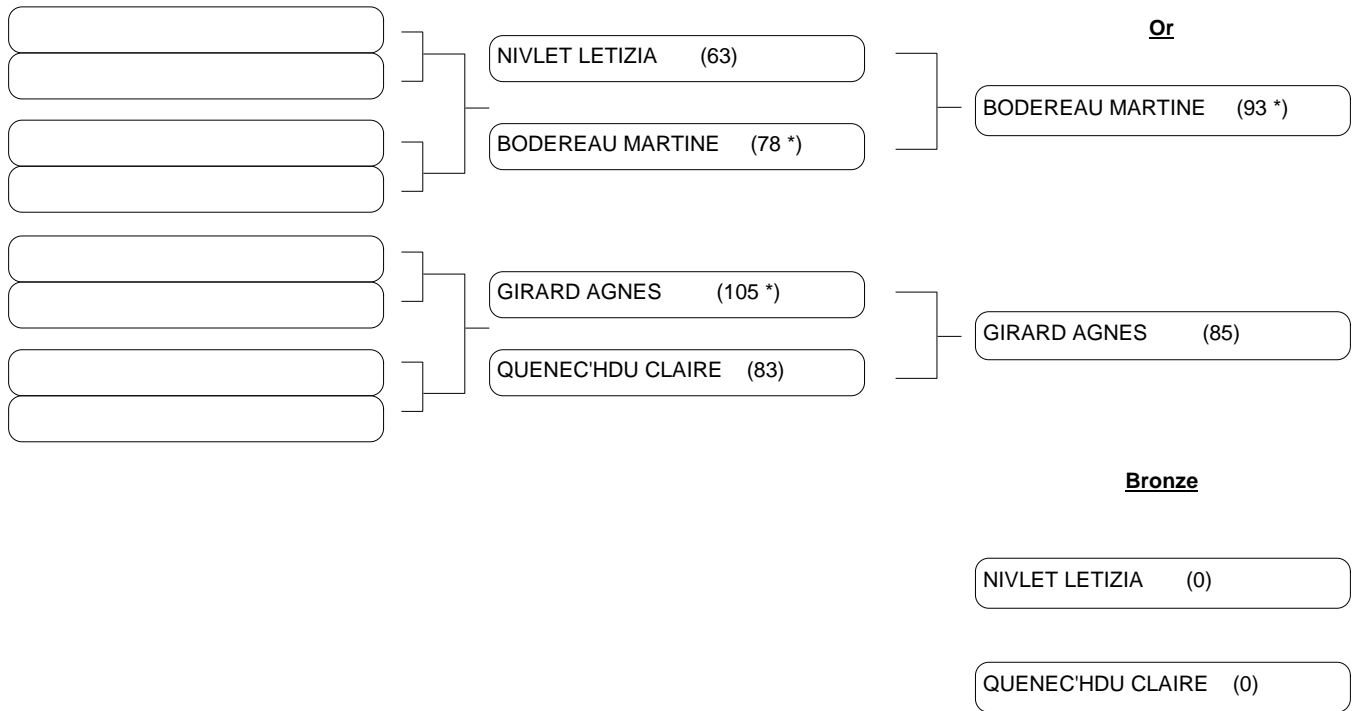 NIVLET LETIZIA (63)
BODEREAU MARTINE (78 *)
GIRARD AGNES (105 *)
QUENEC'HDU CLAIRE (83)
Or
BODEREAU MARTINE (93 *)
GIRARD AGNES (85)
Bronze
NIVLET LETIZIA (0)
QUENEC'HDU CLAIRE (0)